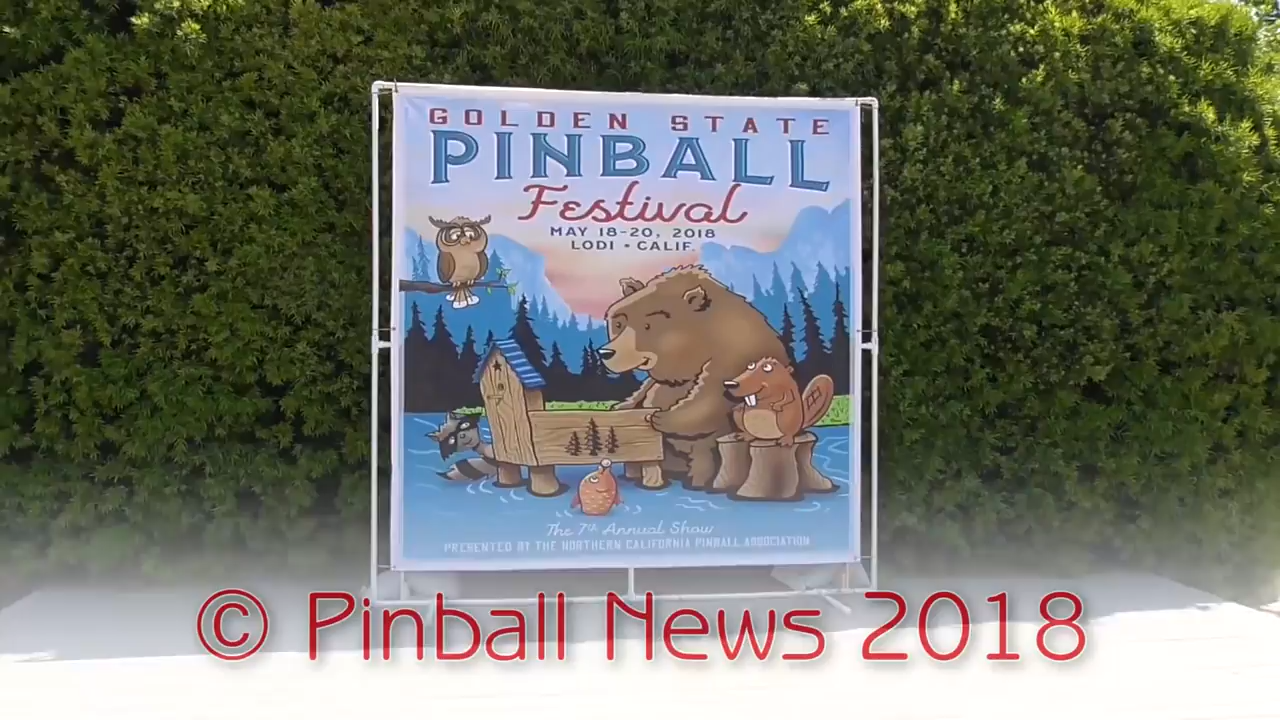 GOLDEN STATE
PINBALL
Festival
MAY 18-20, 2018
LODI • CALIF.
The 7th Annual Show
PRESENTED BY THE NORTHERN CALIFORNIA PINBALL ASSOCIATION
© Pinball News 2018